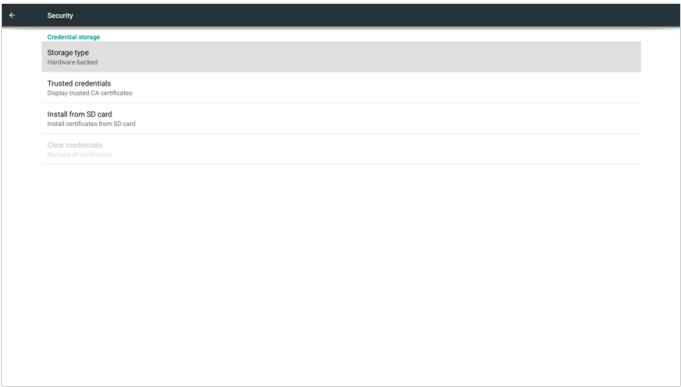 Security
Credential storage
Storage type
Hardware-backed
Trusted credentials
Display trusted CA certificates
Install from SD card
Install certificates from SD card
Clear credentials
Remove all certificates